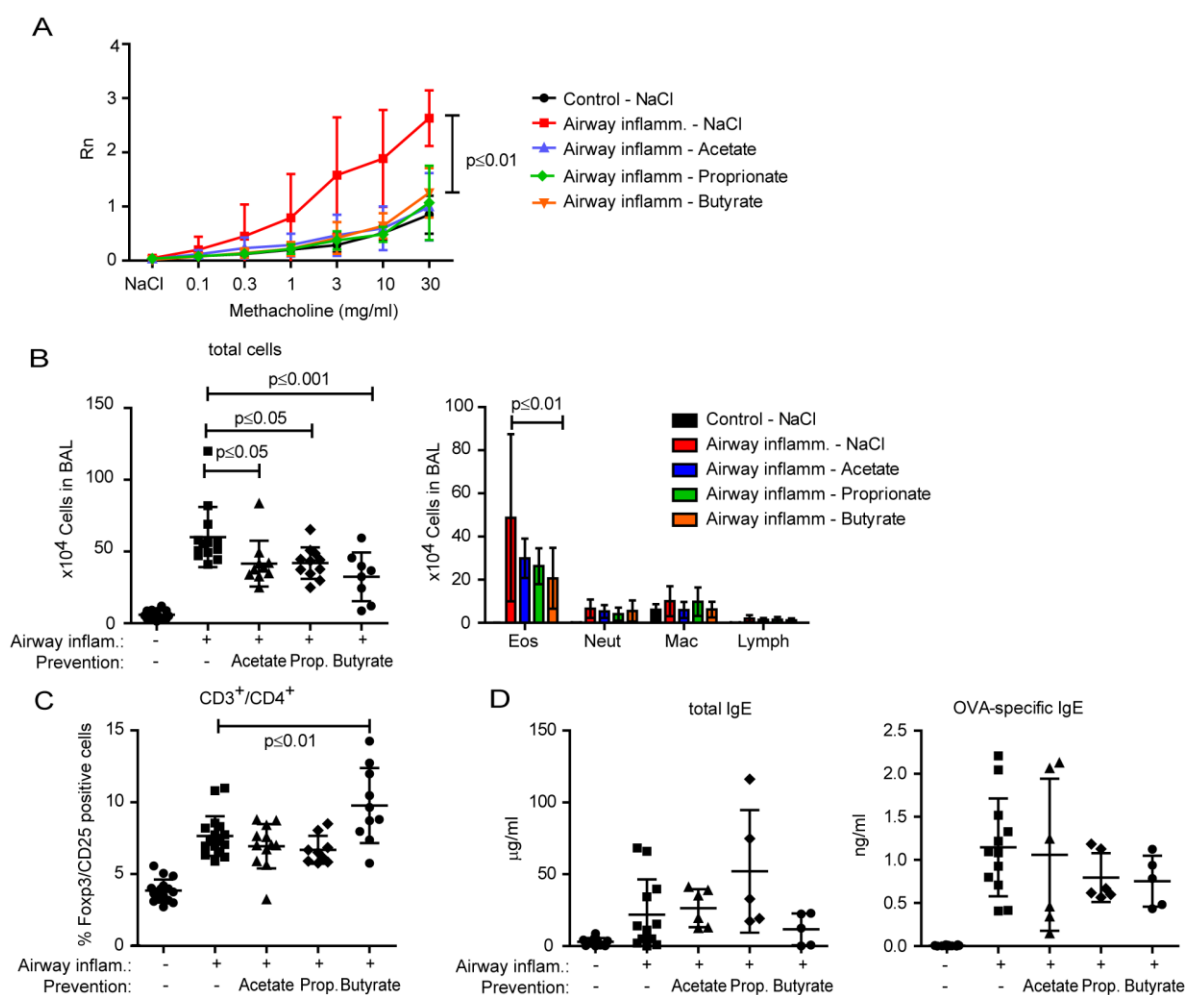 A
4
3
2
1
0
Rn
NaCl 0.1 0.3 1 3 10 30
Methacholine (mg/ml)
p≤0.01
Control - NaCl
Airway inflamm. - NaCl
Airway inflamm - Acetate
Airway inflamm - Proprionate
Airway inflamm - Butyrate
B
total cells
p≤0.001
p≤0.05
p≤0.05
150
100
50
0
x10⁴ Cells in BAL
Airway inflam.: - + + + +
Prevention: - - Acetate Prop. Butyrate
100
80
60
40
20
0
x10⁴ Cells in BAL
p≤0.01
Eos Neut Mac Lymph
Control - NaCl
Airway inflamm. - NaCl
Airway inflamm - Acetate
Airway inflamm - Proprionate
Airway inflamm - Butyrate
C
CD3⁺/CD4⁺
p≤0.01
15
10
5
0
% Foxp3/CD25 positive cells
Airway inflam.: - + + + +
Prevention: - - Acetate Prop. Butyrate
D
total IgE
150
100
50
0
µg/ml
Airway inflam.: - + + + +
Prevention: - - Acetate Prop. Butyrate
OVA-specific IgE
2.5
2.0
1.5
1.0
0.5
0.0
ng/ml
- + + + +
- - Acetate Prop. Butyrate